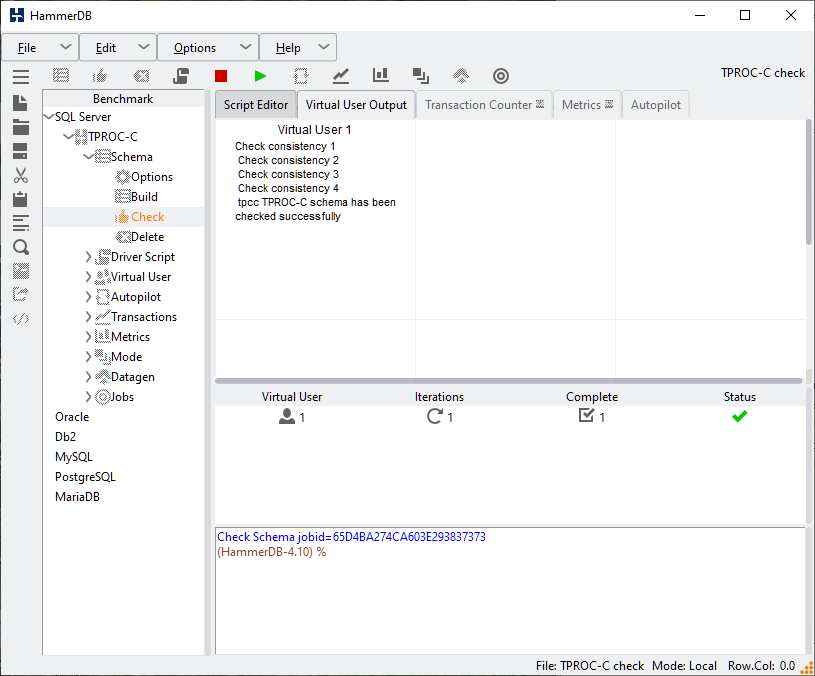 HammerDB
File Edit Options Help
TPROC-C check
Benchmark
SQL Server
TPROC-C
Schema
Options
Build
Check
Delete
Driver Script
Virtual User
Autopilot
Transactions
Metrics
Mode
Datagen
Jobs
Oracle
Db2
MySQL
PostgreSQL
MariaDB
Script Editor Virtual User Output Transaction Counter Metrics Autopilot
Virtual User 1
Check consistency 1
Check consistency 2
Check consistency 3
Check consistency 4
tpcc TPROC-C schema has been
checked successfully
Virtual User Iterations Complete Status
1 1 1
Check Schema jobid=65D4BA274CA603E293837373
(HammerDB-4.10) %
File: TPROC-C check Mode: Local Row.Col: 0.0